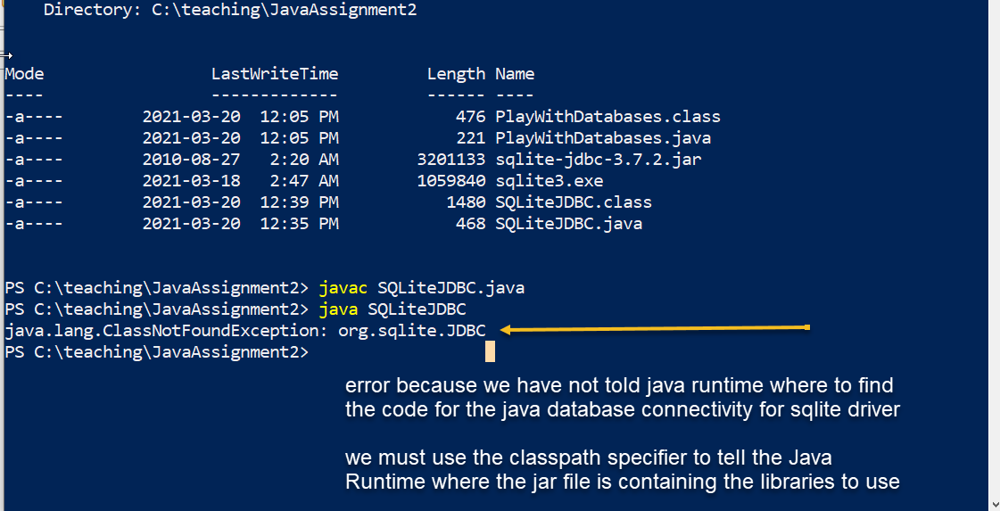 Directory: C:\teaching\JavaAssignment2
Mode LastWriteTime Length Name
---- ------------- ------ ----
-a---- 2021-03-20 12:05 PM 476 PlayWithDatabases.class
-a---- 2021-03-20 12:05 PM 221 PlayWithDatabases.java
-a---- 2010-08-27 2:20 AM 3201133 sqlite-jdbc-3.7.2.jar
-a---- 2021-03-18 2:47 AM 1059840 sqlite3.exe
-a---- 2021-03-20 12:39 PM 1480 SQLiteJDBC.class
-a---- 2021-03-20 12:35 PM 468 SQLiteJDBC.java
PS C:\teaching\JavaAssignment2> javac SQLiteJDBC.java
PS C:\teaching\JavaAssignment2> java SQLiteJDBC
java.lang.ClassNotFoundException: org.sqlite.JDBC
PS C:\teaching\JavaAssignment2>
error because we have not told java runtime where to find
the code for the java database connectivity for sqlite driver
we must use the classpath specifier to tell the Java
Runtime where the jar file is containing the libraries to use